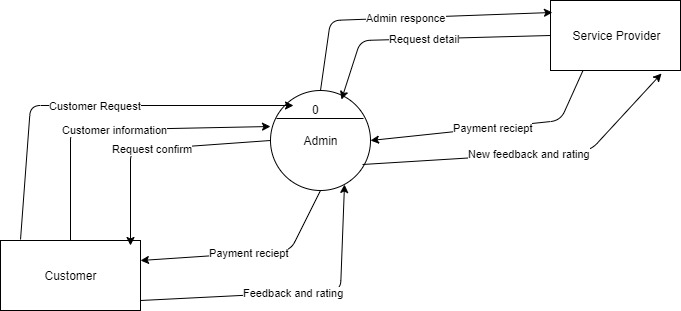 Admin responce
Service Provider
Request detail
Customer Request
0
Customer information
Payment reciept
Admin
Request confirm
New feedback and rating
Payment reciept
Customer
Feedback and rating